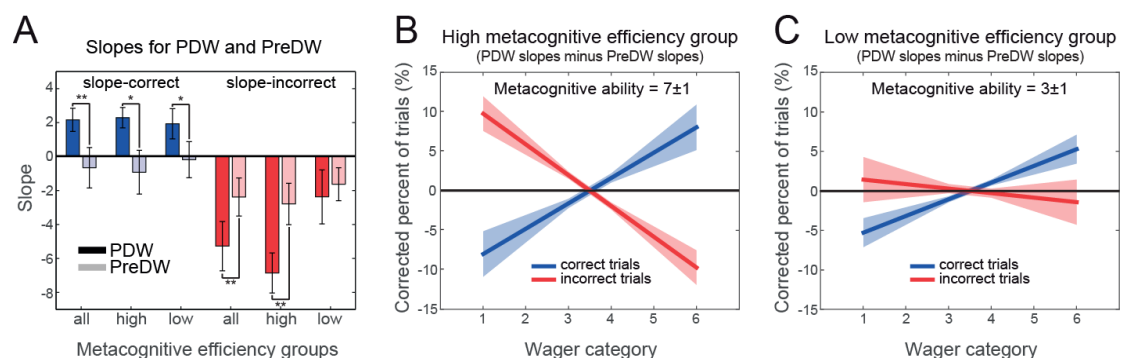 A
Slopes for PDW and PreDW
slope-correct
slope-incorrect
** * *
4
2
0
-2
-4
-6
-8
Slope
** **
PDW
PreDW
all high low all high low
Metacognitive efficiency groups
B
High metacognitive efficiency group
(PDW slopes minus PreDW slopes)
Metacognitive ability = 7±1
Corrected percent of trials (%)
15
10
5
0
-5
-10
-15
correct trials
incorrect trials
1 2 3 4 5 6
Wager category
C
Low metacognitive efficiency group
(PDW slopes minus PreDW slopes)
Metacognitive ability = 3±1
Corrected percent of trials (%)
15
10
5
0
-5
-10
-15
correct trials
incorrect trials
1 2 3 4 5 6
Wager category